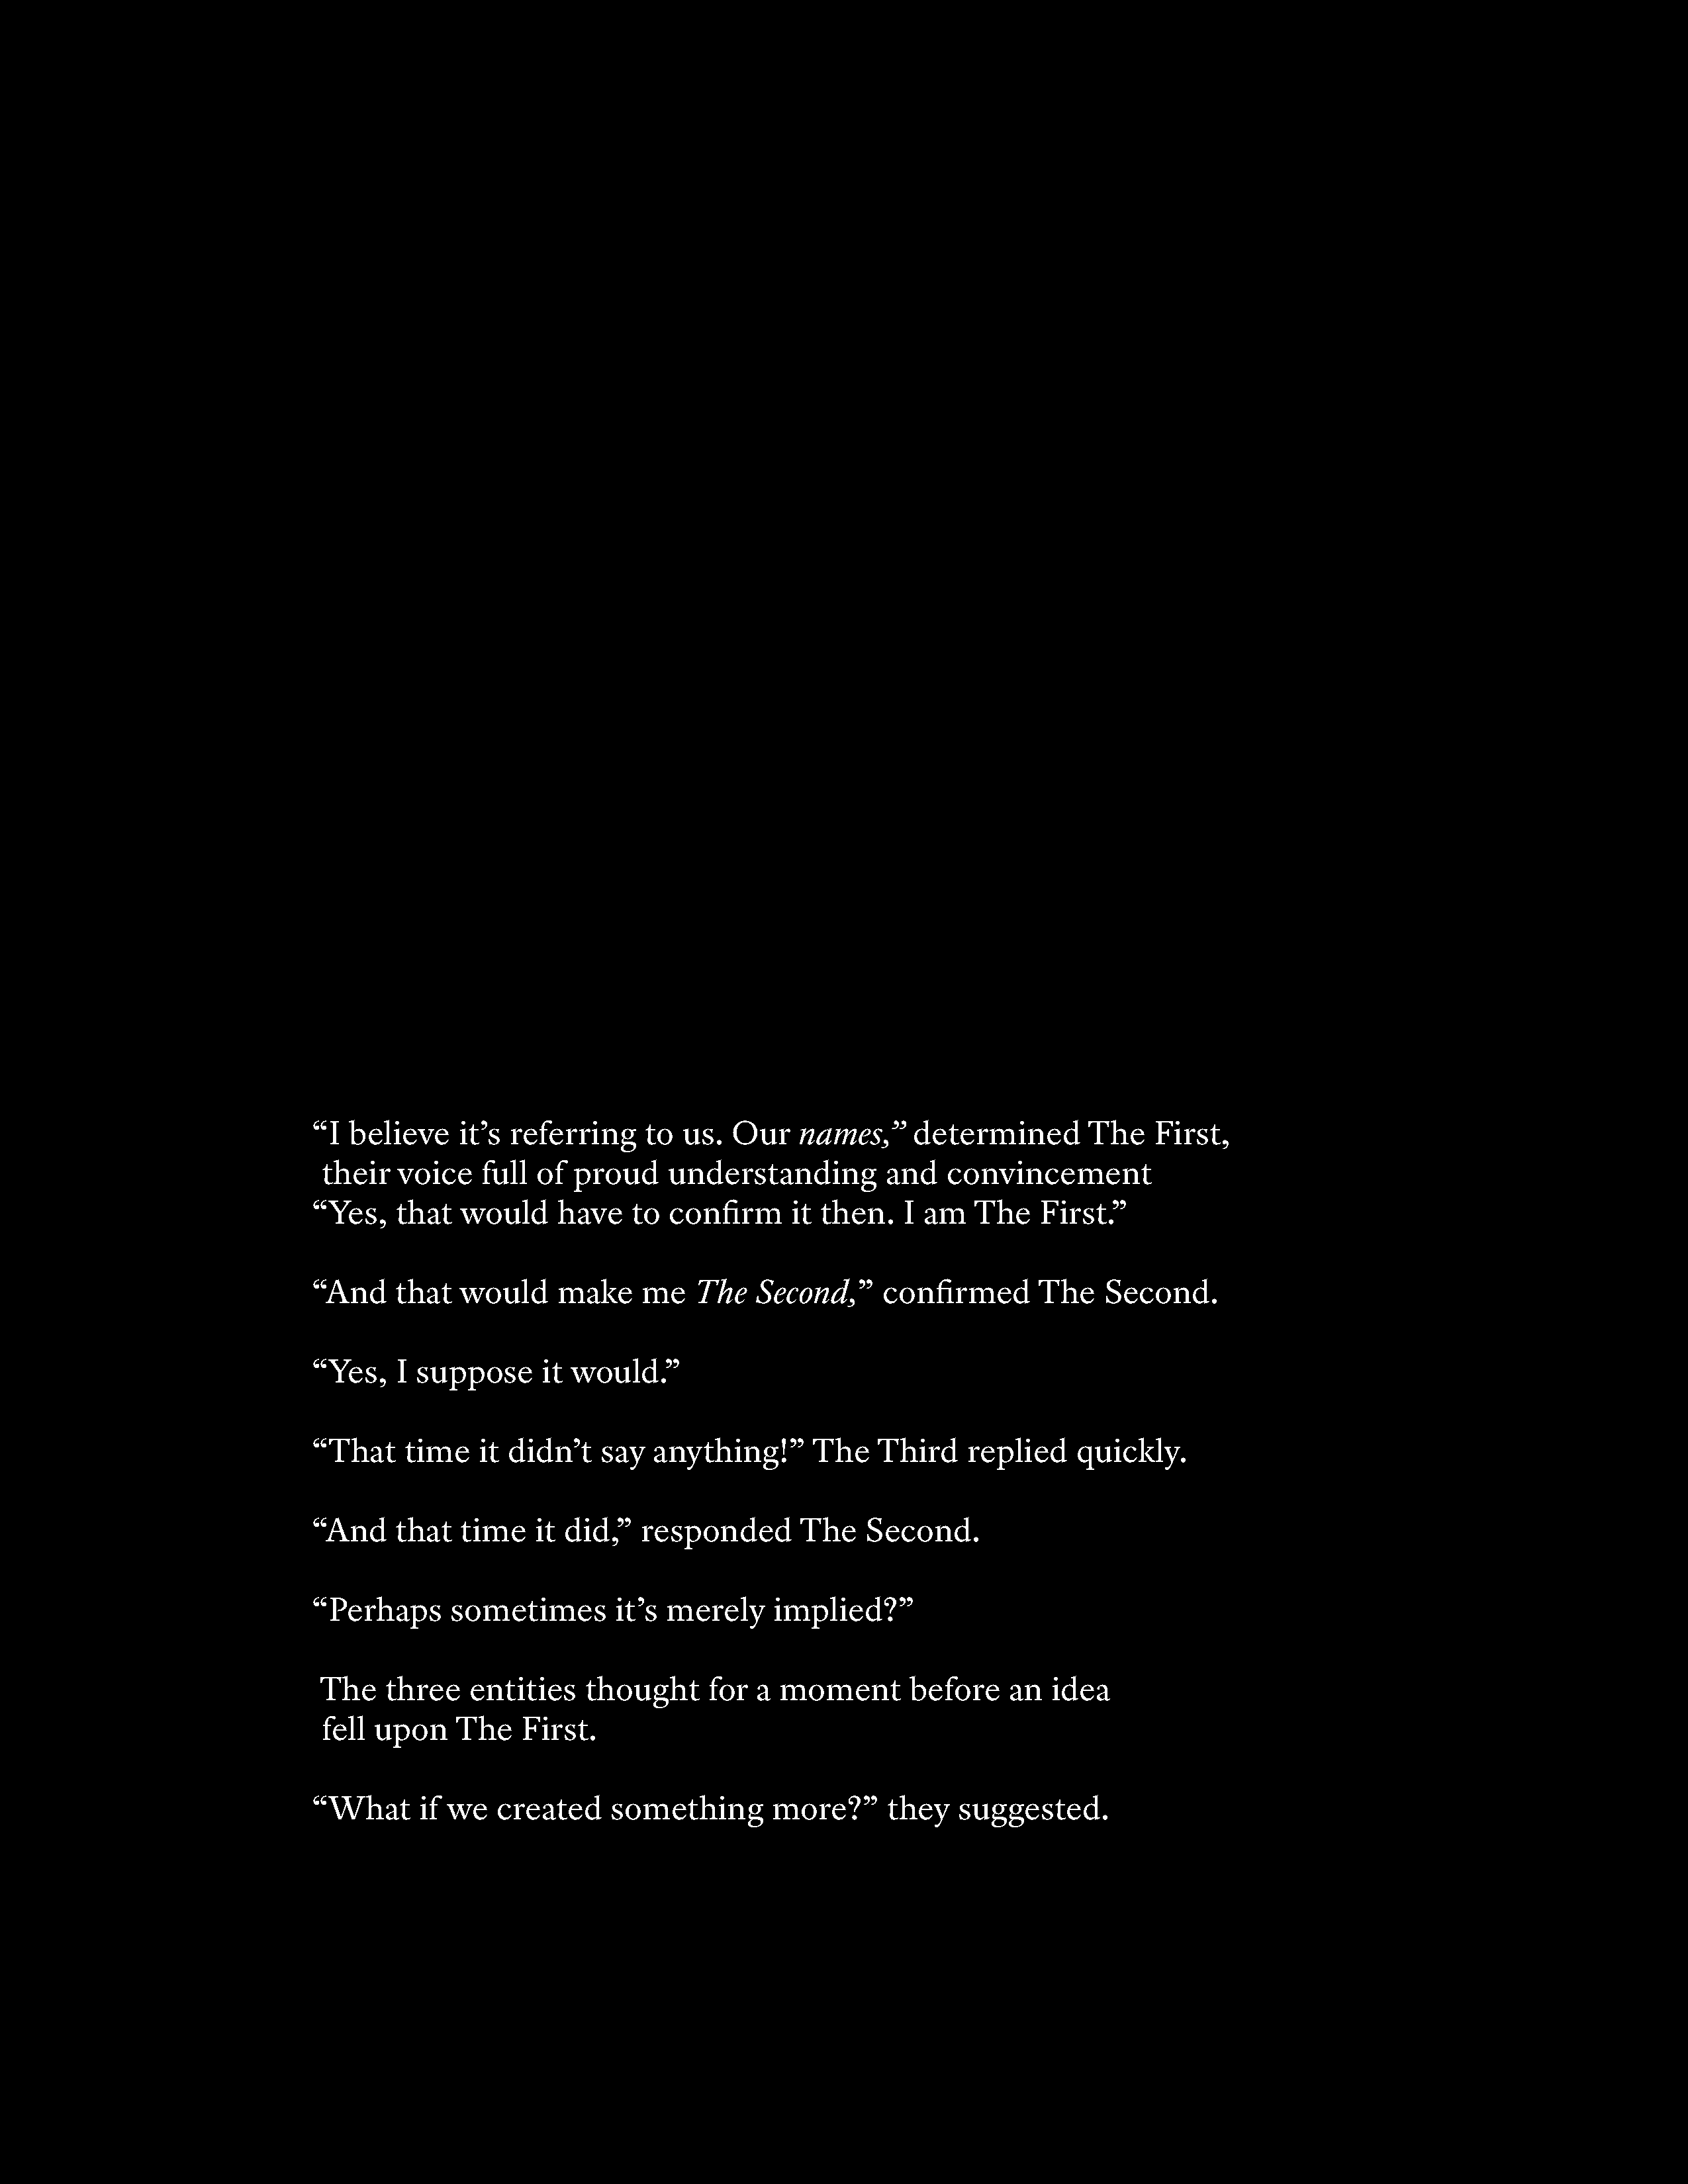 “I believe it’s referring to us. Our names,” determined The First,
their voice full of proud understanding and convincement
“Yes, that would have to confirm it then. I am The First.”
“And that would make me The Second,” confirmed The Second.
“Yes, I suppose it would.”
“That time it didn’t say anything!” The Third replied quickly.
“And that time it did,” responded The Second.
“Perhaps sometimes it’s merely implied?”
The three entities thought for a moment before an idea
fell upon The First.
“What if we created something more?” they suggested.